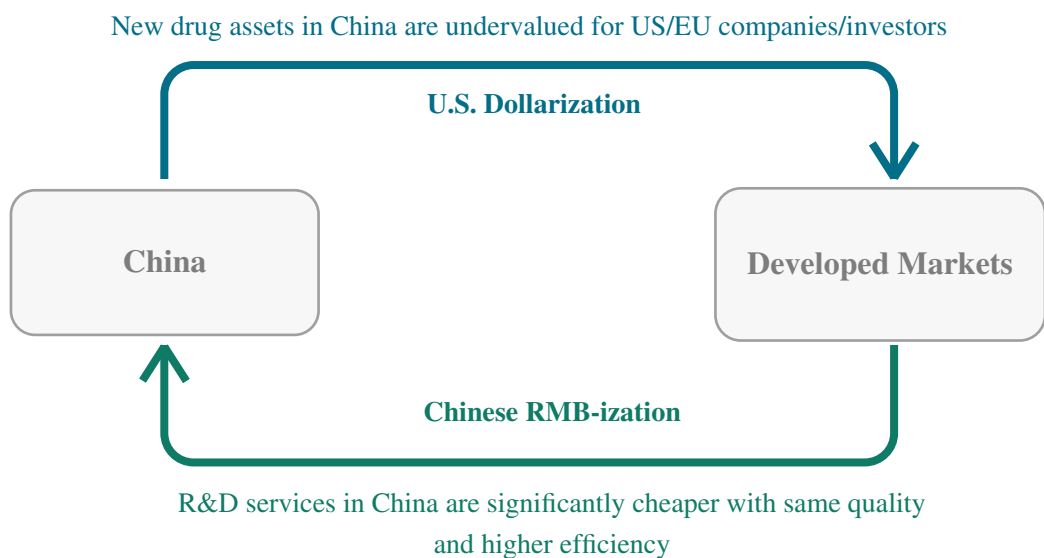 New drug assets in China are undervalued for US/EU companies/investors
U.S. Dollarization
China
Developed Markets
Chinese RMB-ization
R&D services in China are significantly cheaper with same quality
and higher efficiency